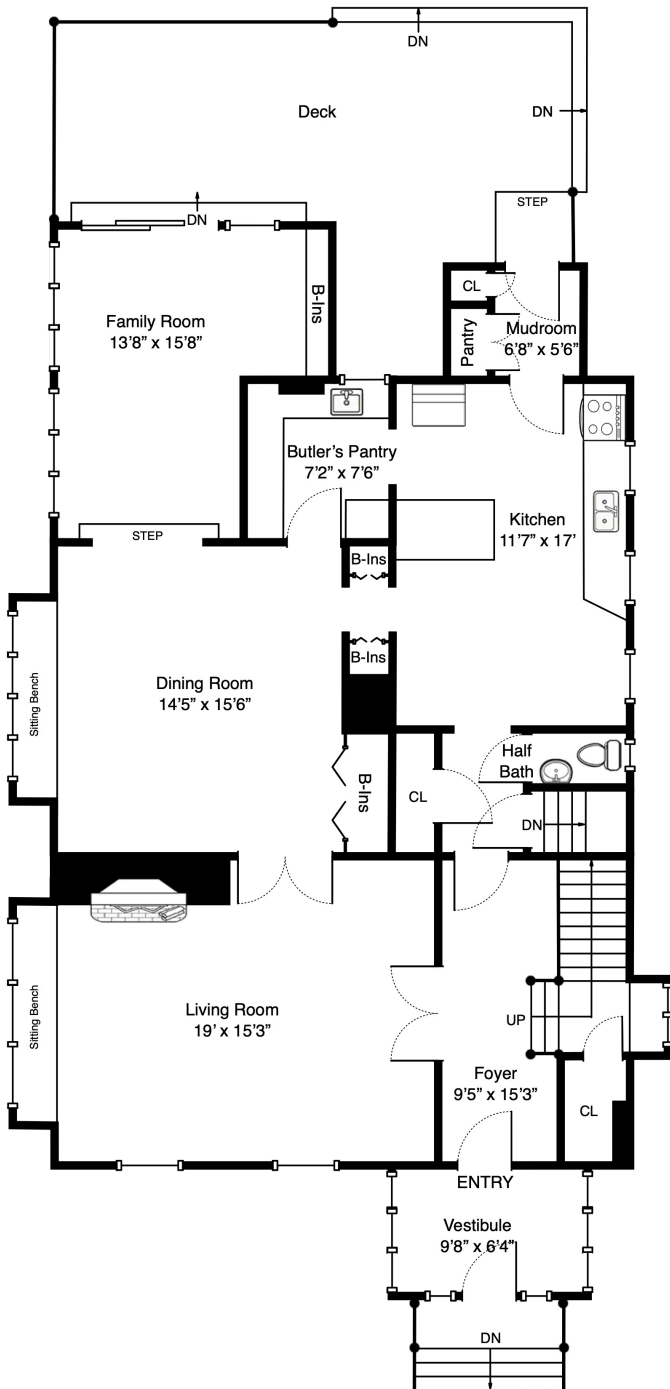 DN
Deck
DN
STEP
DN
CL
B-Ins
Family Room
13'8" x 15'8"
Pantry
Mudroom
6'8" x 5'6"
Butler's Pantry
7'2" x 7'6"
Kitchen
11'7" x 17'
STEP
B-Ins
B-Ins
Sitting Bench
Dining Room
14'5" x 15'6"
Half
Bath
B-Ins
CL
DN
Sitting Bench
Living Room
19' x 15'3"
UP
Foyer
9'5" x 15'3"
CL
ENTRY
Vestibule
9'8" x 6'4"
DN